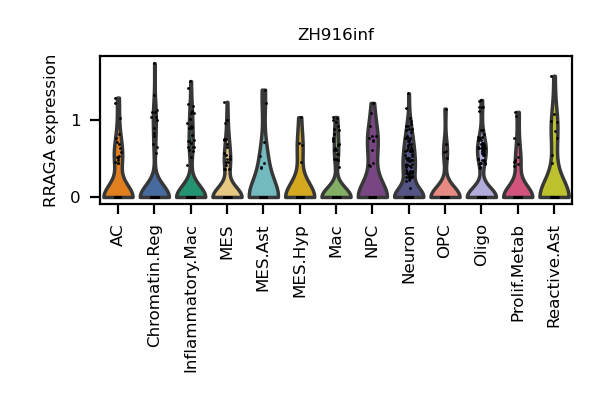 ZH916inf
RRAGA expression
1
0
AC
Chromatin.Reg
Inflammatory.Mac
MES
MES.Ast
MES.Hyp
Mac
NPC
Neuron
OPC
Oligo
Prolif.Metab
Reactive.Ast